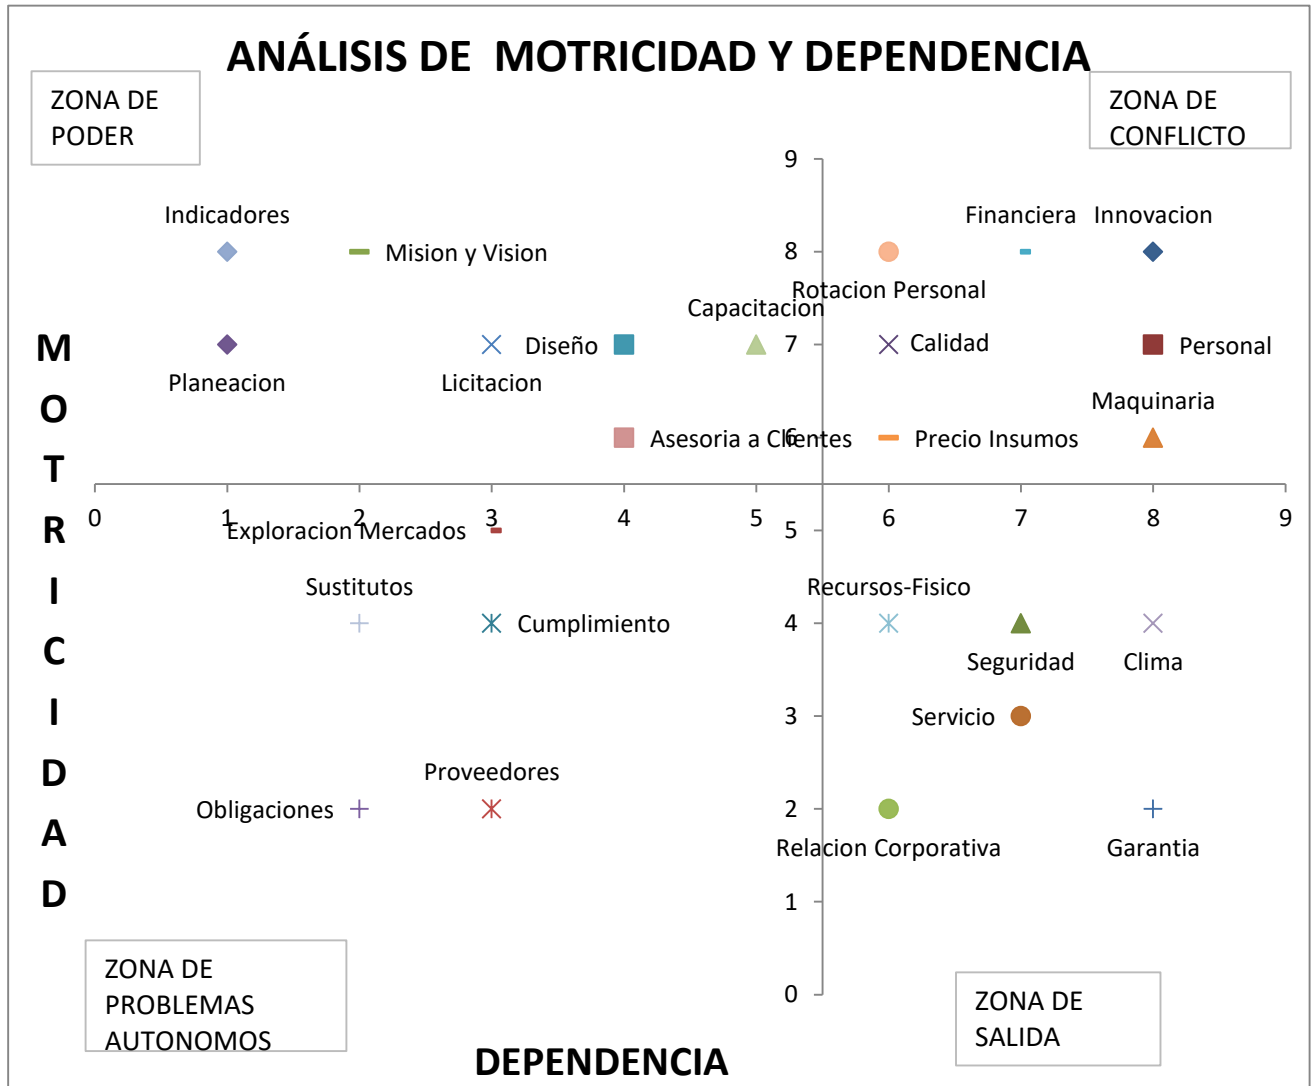 ANÁLISIS DE  MOTRICIDAD Y DEPENDENCIA
ZONA DE
PODER
ZONA DE
CONFLICTO
9
Indicadores
Financiera
Innovacion
Mision y Vision
8
Rotacion Personal
Capacitacion
MOTRICIDAD
Diseño
7
Calidad
Personal
Planeacion
Licitacion
Maquinaria
Asesoria a Clientes
6
Precio Insumos
0 1 2 3 4 5 6 7 8 9
Exploracion Mercados
5
Sustitutos
Recursos-Fisico
Cumplimiento
4
Seguridad
Clima
3
Servicio
Proveedores
Obligaciones
2
Relacion Corporativa
Garantia
1
ZONA DE
PROBLEMAS
AUTONOMOS
0
ZONA DE
SALIDA
DEPENDENCIA